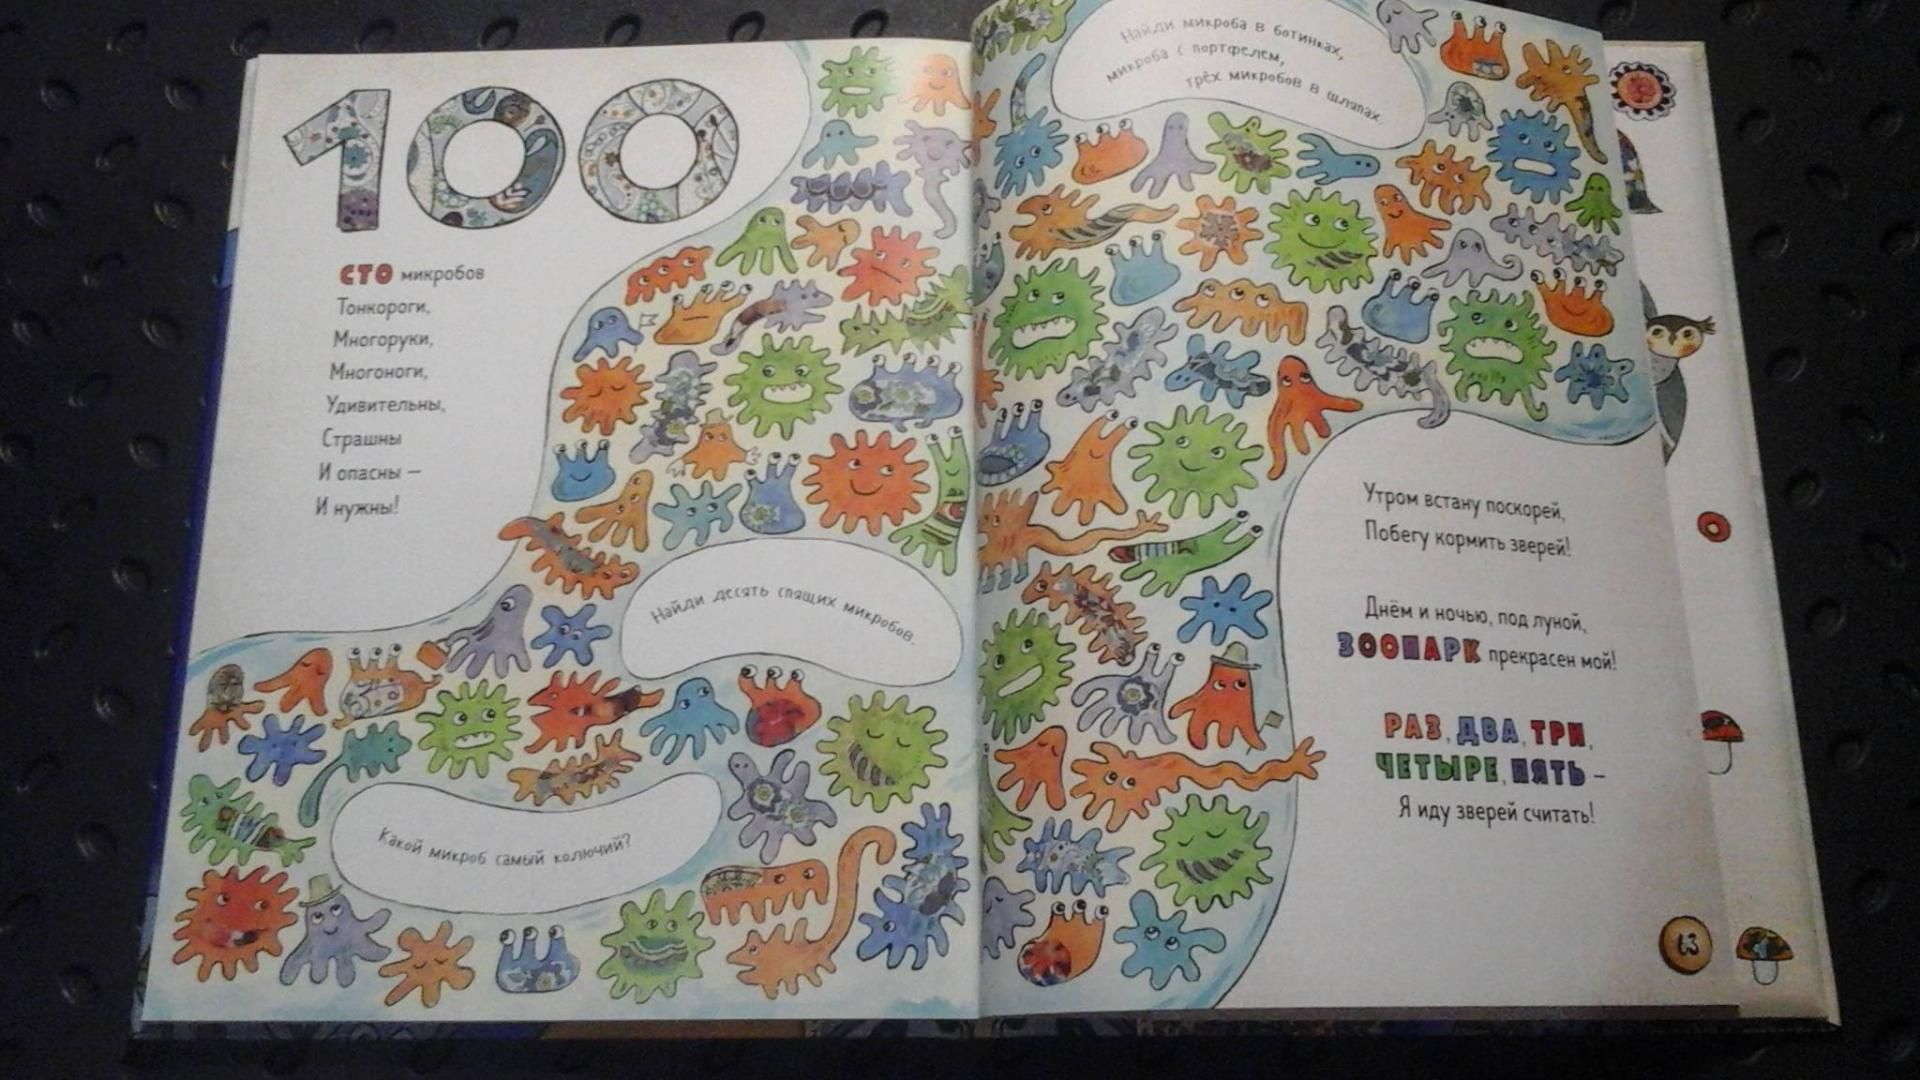 100
СТО микробов
Тонкороги,
Многоруки,
Многоноги,
Удивительны,
Страшны
И опасны –
И нужны!
Найди десять спящих микробов.
Какой микроб самый колючий?
Найди микроба в ботинках,
микроба с портфелем,
трёх микробов в шляпах.
Утром встану поскорей,
Побегу кормить зверей!
Днём и ночью, под луной,
ЗООПАРК прекрасен мой!
РАЗ, ДВА, ТРИ,
ЧЕТЫРЕ, ПЯТЬ –
Я иду зверей считать!